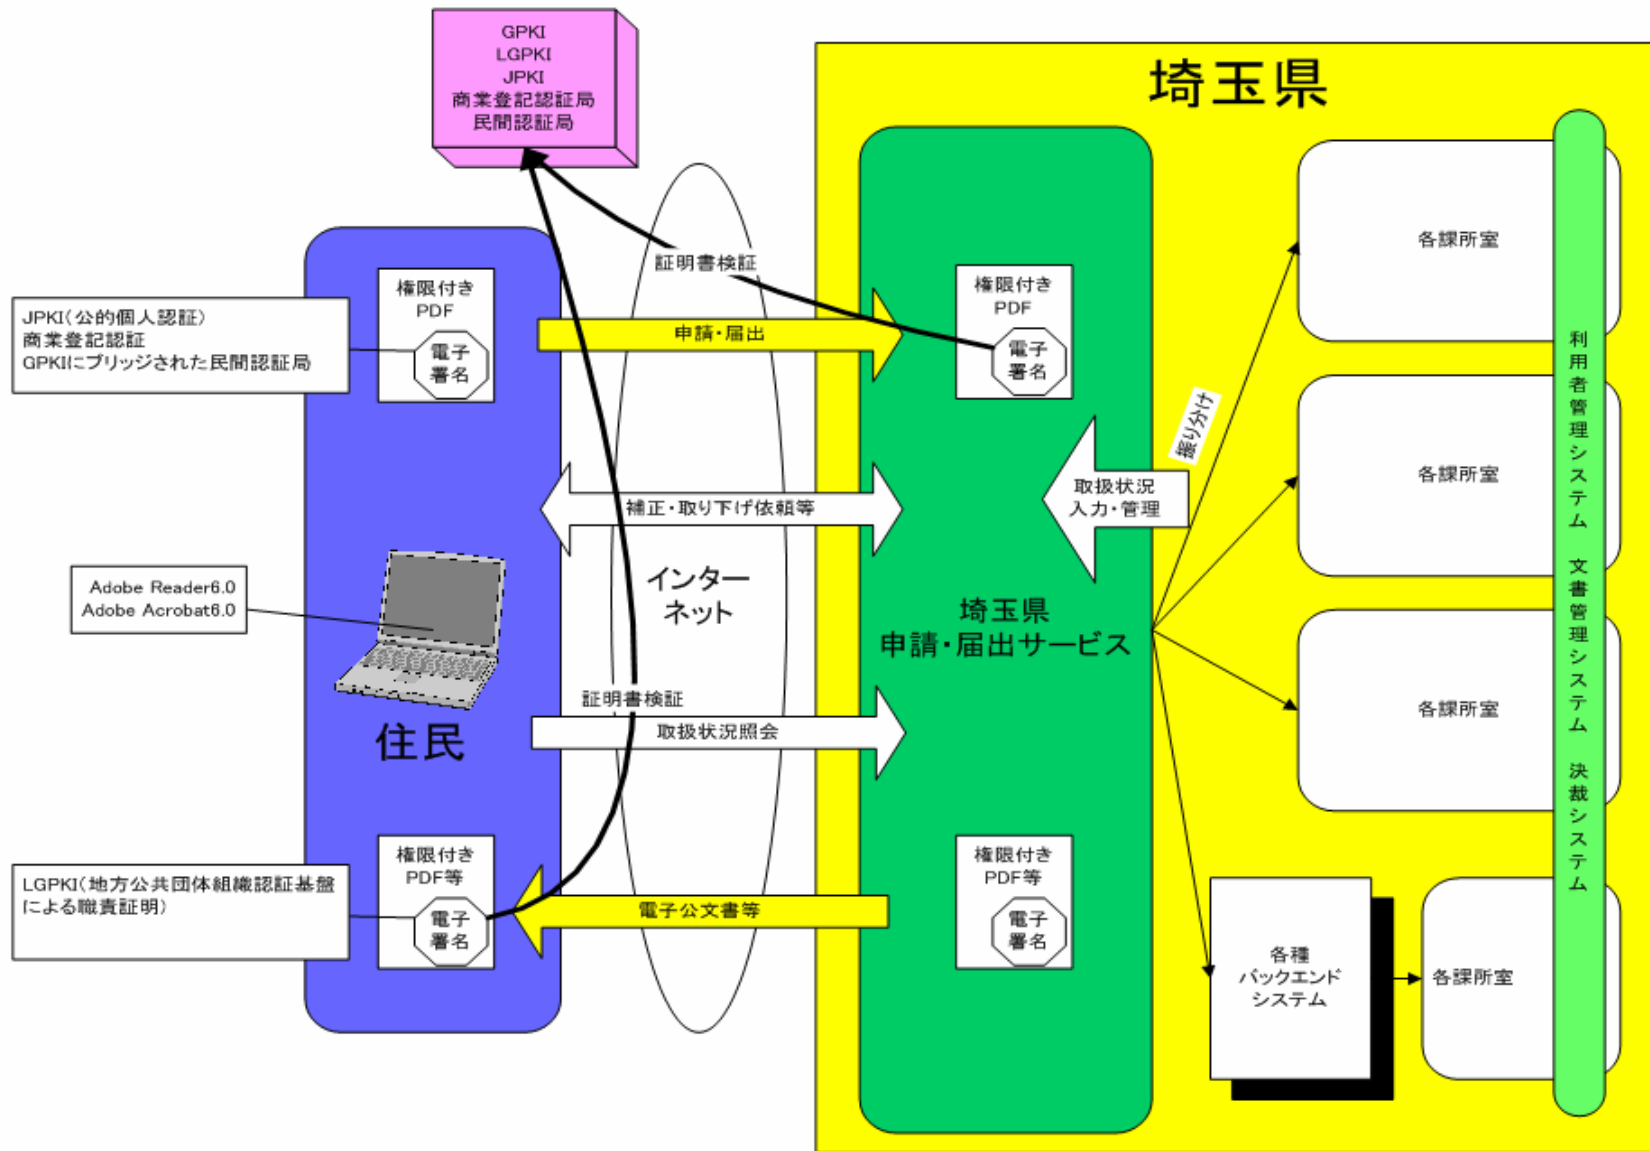 GPKI
LGPKI
JPKI
商業登記認証局
民間認証局
埼玉県
JPKI(公的個人認証)
商業登記認証
GPKIにブリッジされた民間認証局
権限付き
PDF
電子
署名
証明書検証
申請・届出
権限付き
PDF
電子
署名
振り分け
各課所室
各課所室
各課所室
補正・取り下げ依頼等
取扱状況
入力・管理
Adobe Reader6.0
Adobe Acrobat6.0
インター
ネット
埼玉県
申請・届出サービス
住民
証明書検証
取扱状況照会
LGPKI(地方公共団体組織認証基盤
による職責証明)
権限付き
PDF等
電子
署名
電子公文書等
権限付き
PDF等
電子
署名
各種
バックエンド
システム
各課所室
利用者管理システム 文書管理システム 決裁システム